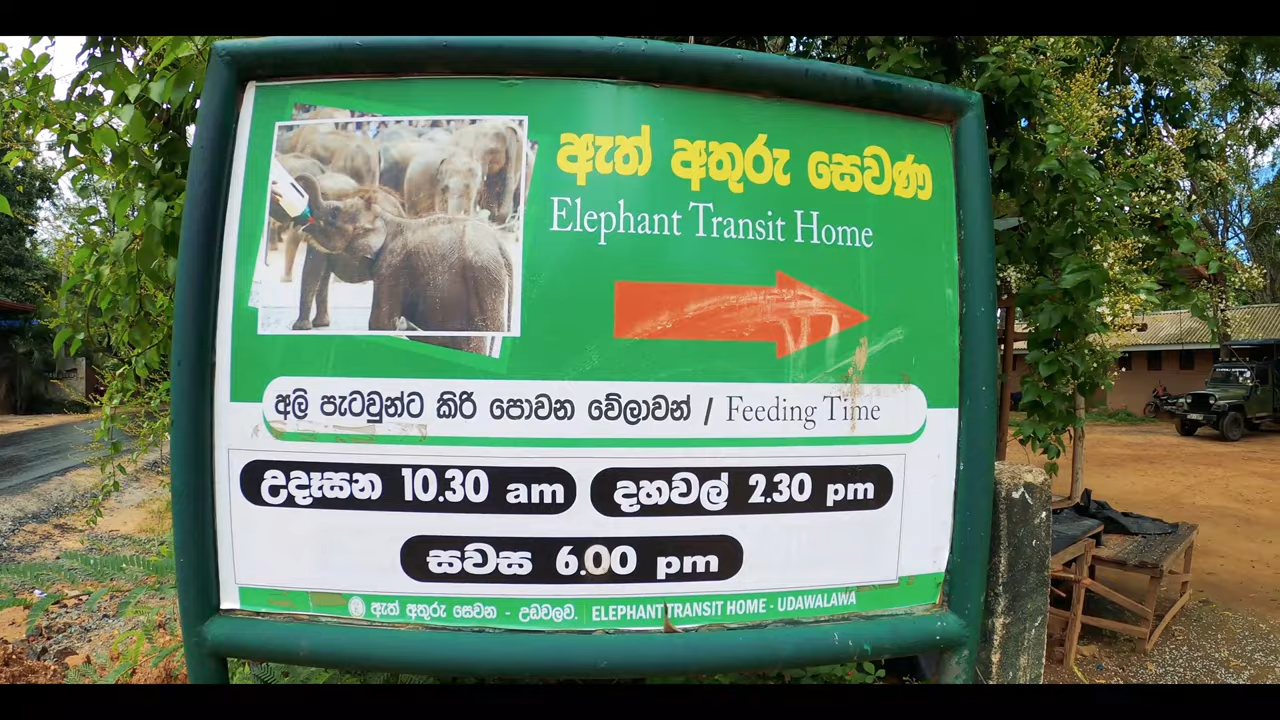 ඇත් අතුරු සෙවණ
Elephant Transit Home
අලි පැටවුන්ට කිරි පොවන වේලාවන් / Feeding Time
උදෑසන 10.30 am
දහවල් 2.30 pm
සවස 6.00 pm
ඇත් අතුරු සෙවන - උඩවලව. ELEPHANT TRANSIT HOME - UDAWALAWA